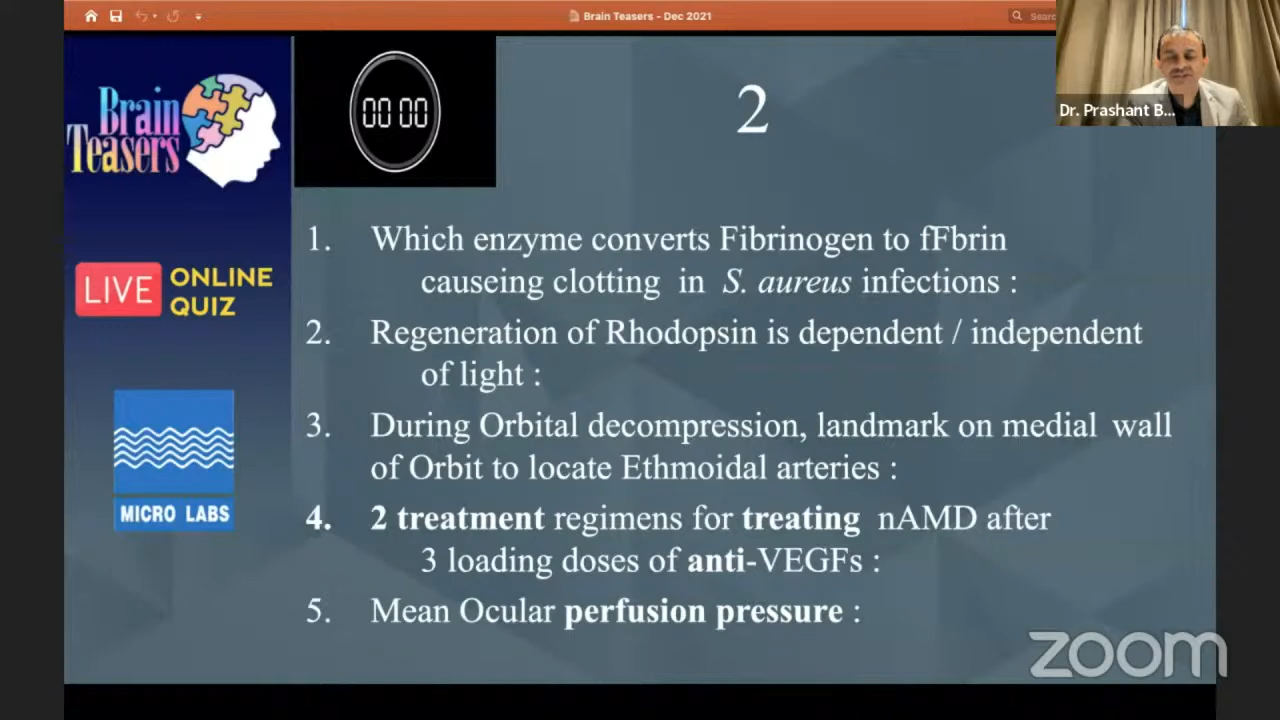 Brain Teasers - Dec 2021
Searc
Brain
Teasers
00 00
2
Dr. Prashant B...
LIVE ONLINE
QUIZ
MICRO LABS
1. Which enzyme converts Fibrinogen to fFbrin
causeing clotting in S. aureus infections :
2. Regeneration of Rhodopsin is dependent / independent
of light :
3. During Orbital decompression, landmark on medial wall
of Orbit to locate Ethmoidal arteries :
4. 2 treatment regimens for treating nAMD after
3 loading doses of anti-VEGFs :
5. Mean Ocular perfusion pressure :
zoom